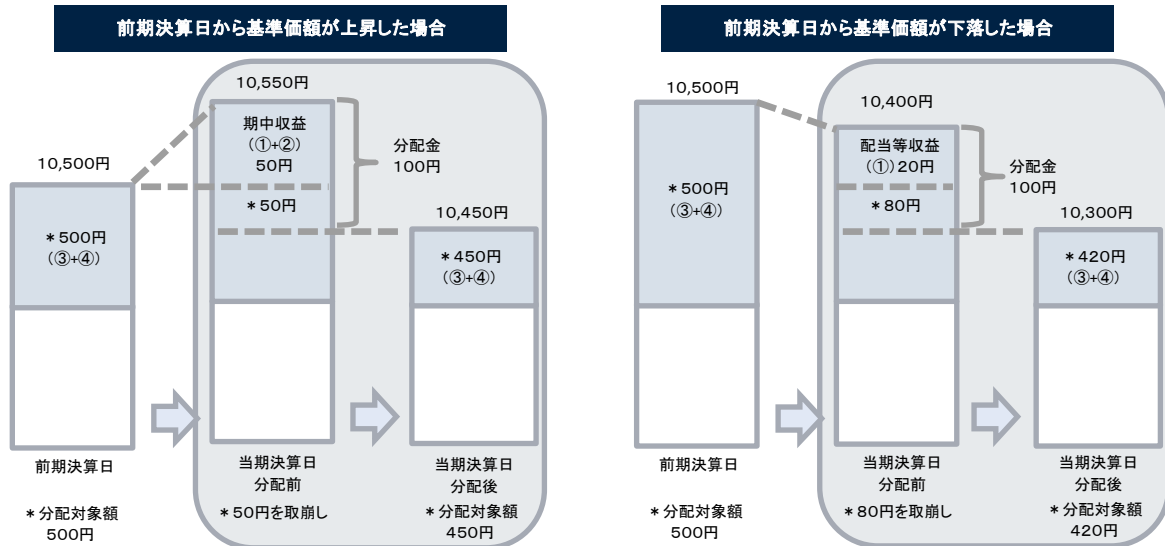 前期決算日から基準価額が上昇した場合
10,500円
*500円
(③+④)
前期決算日
*分配対象額
500円
10,550円
期中収益
(①+②)
50円
*50円
分配金
100円
当期決算日
分配前
*50円を取崩し
10,450円
*450円
(③+④)
当期決算日
分配後
*分配対象額
450円
前期決算日から基準価額が下落した場合
10,500円
*500円
(③+④)
前期決算日
*分配対象額
500円
10,400円
配当等収益
(①)20円
*80円
分配金
100円
当期決算日
分配前
*80円を取崩し
10,300円
*420円
(③+④)
当期決算日
分配後
*分配対象額
420円